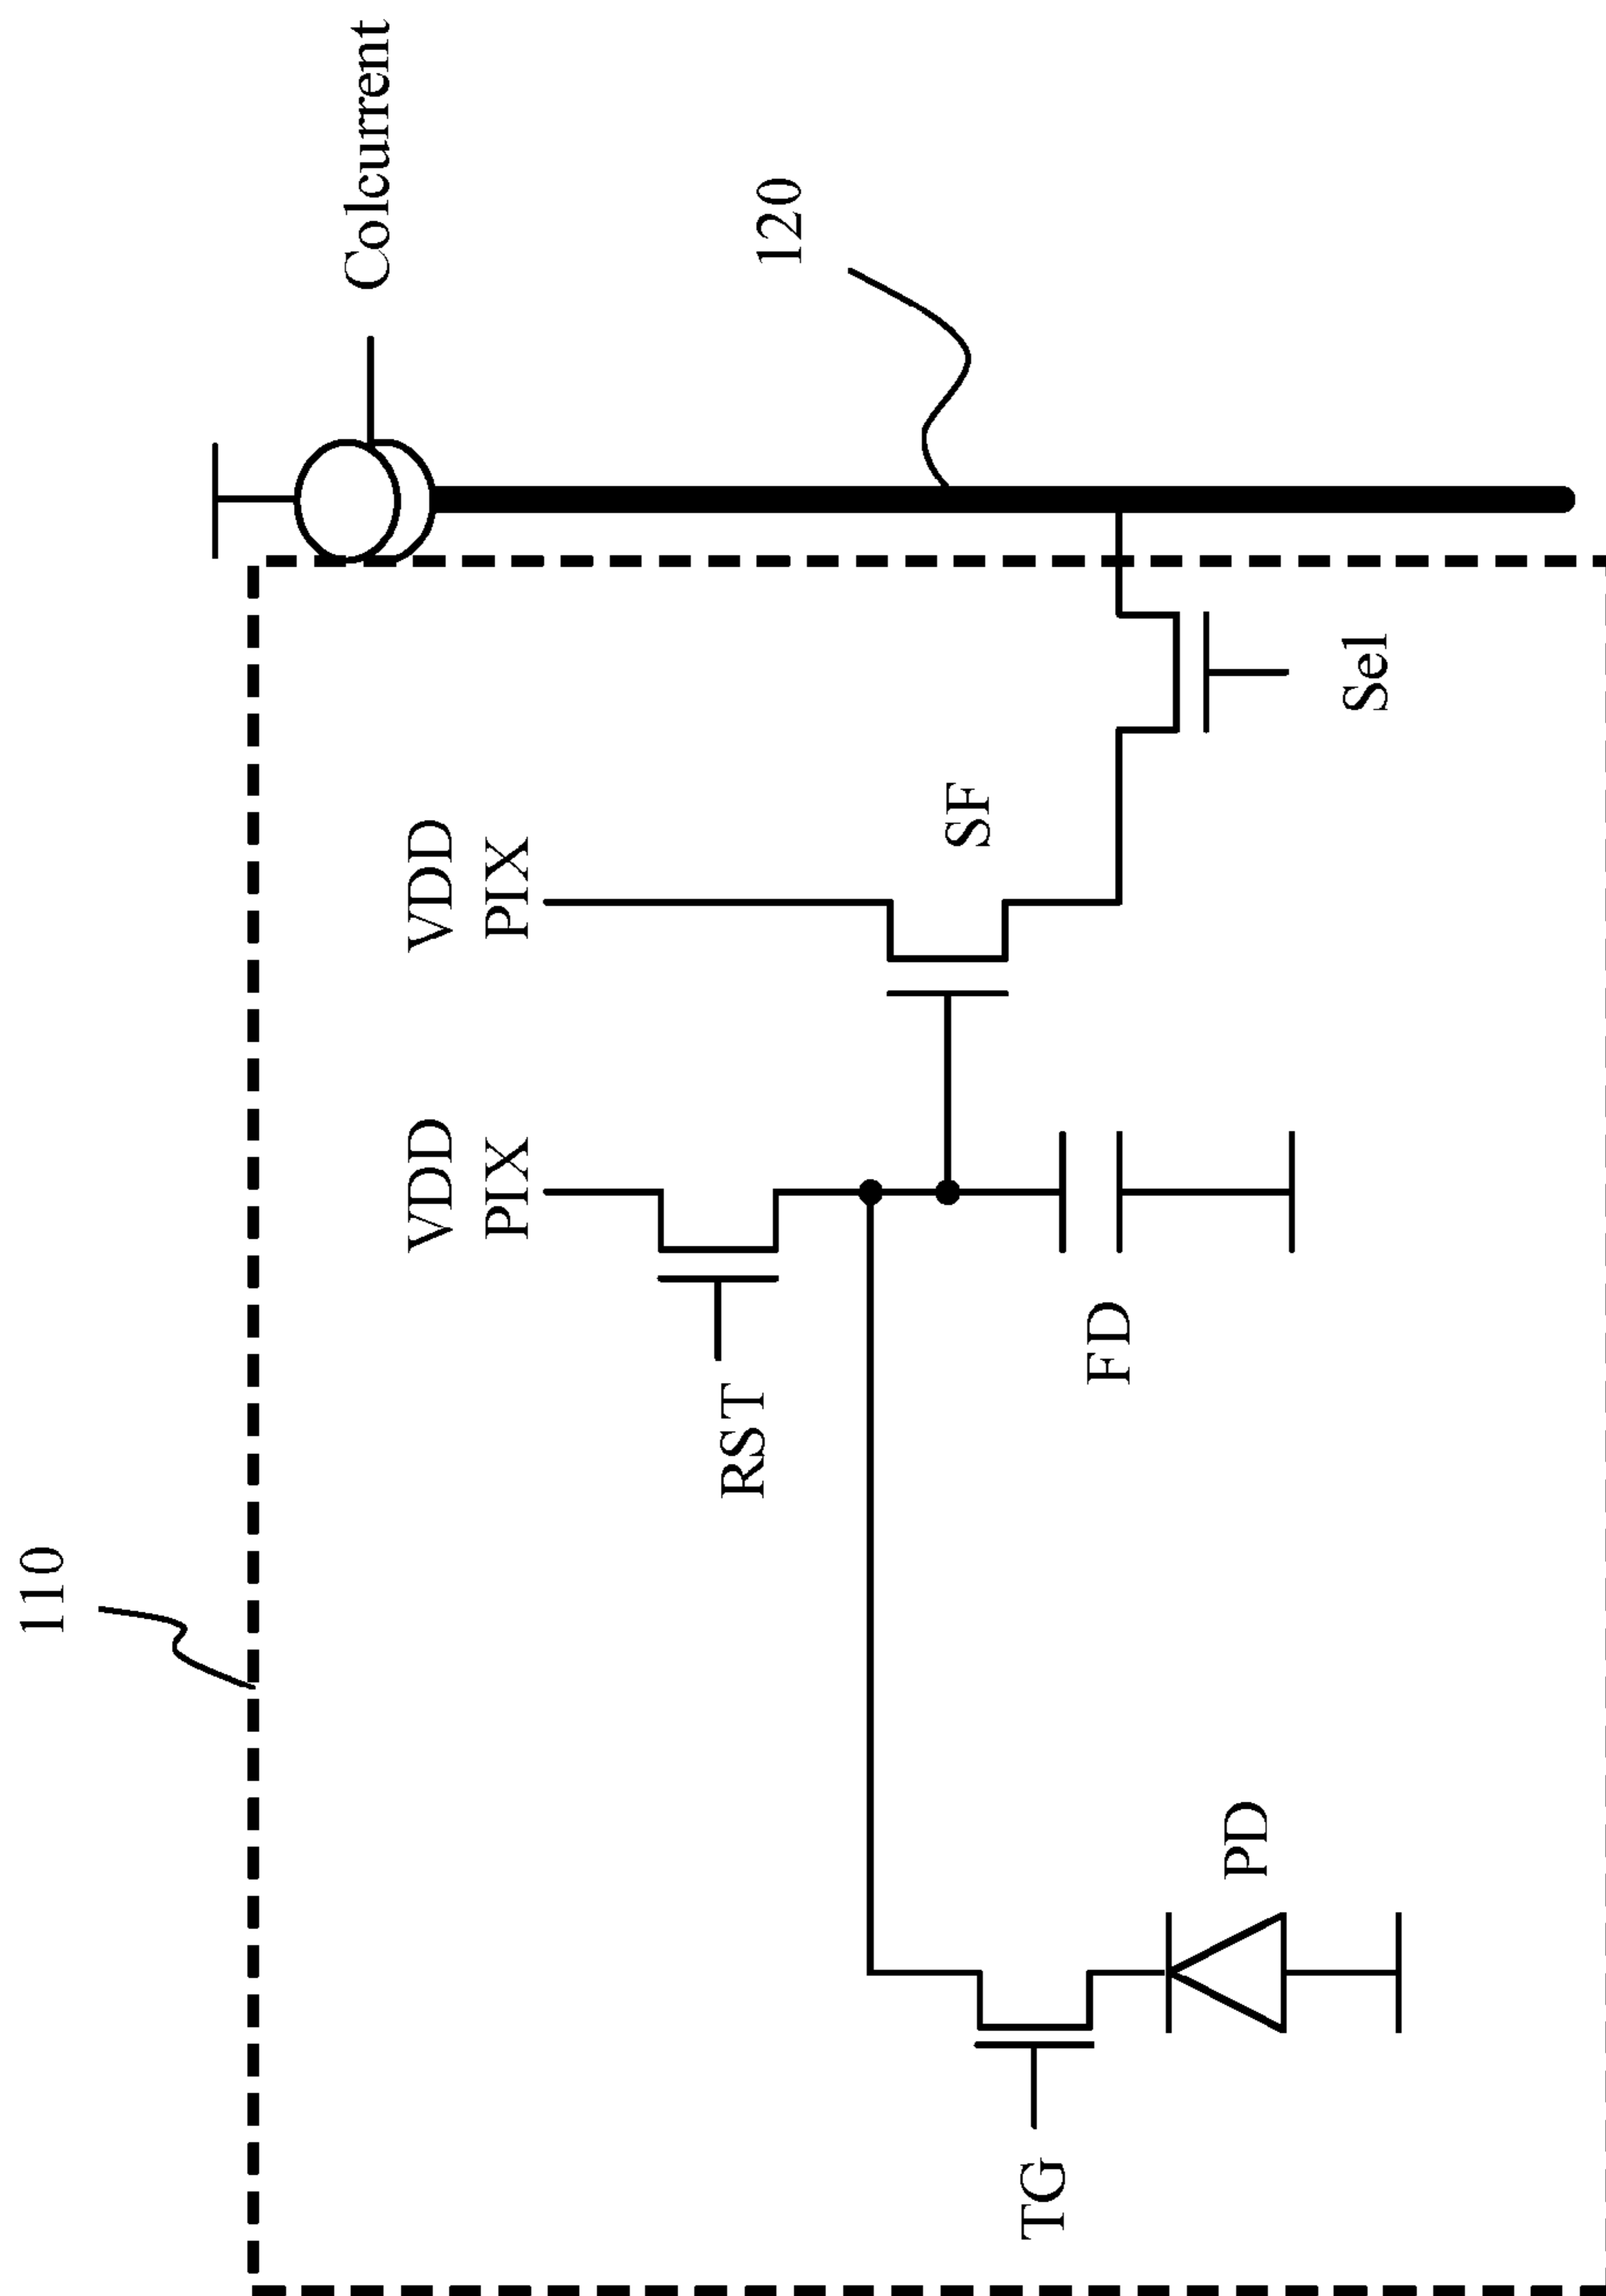 110
120
Colcurrent
VDD
PIX
VDD
PIX
RST
SF
TG
FD
Sel
PD